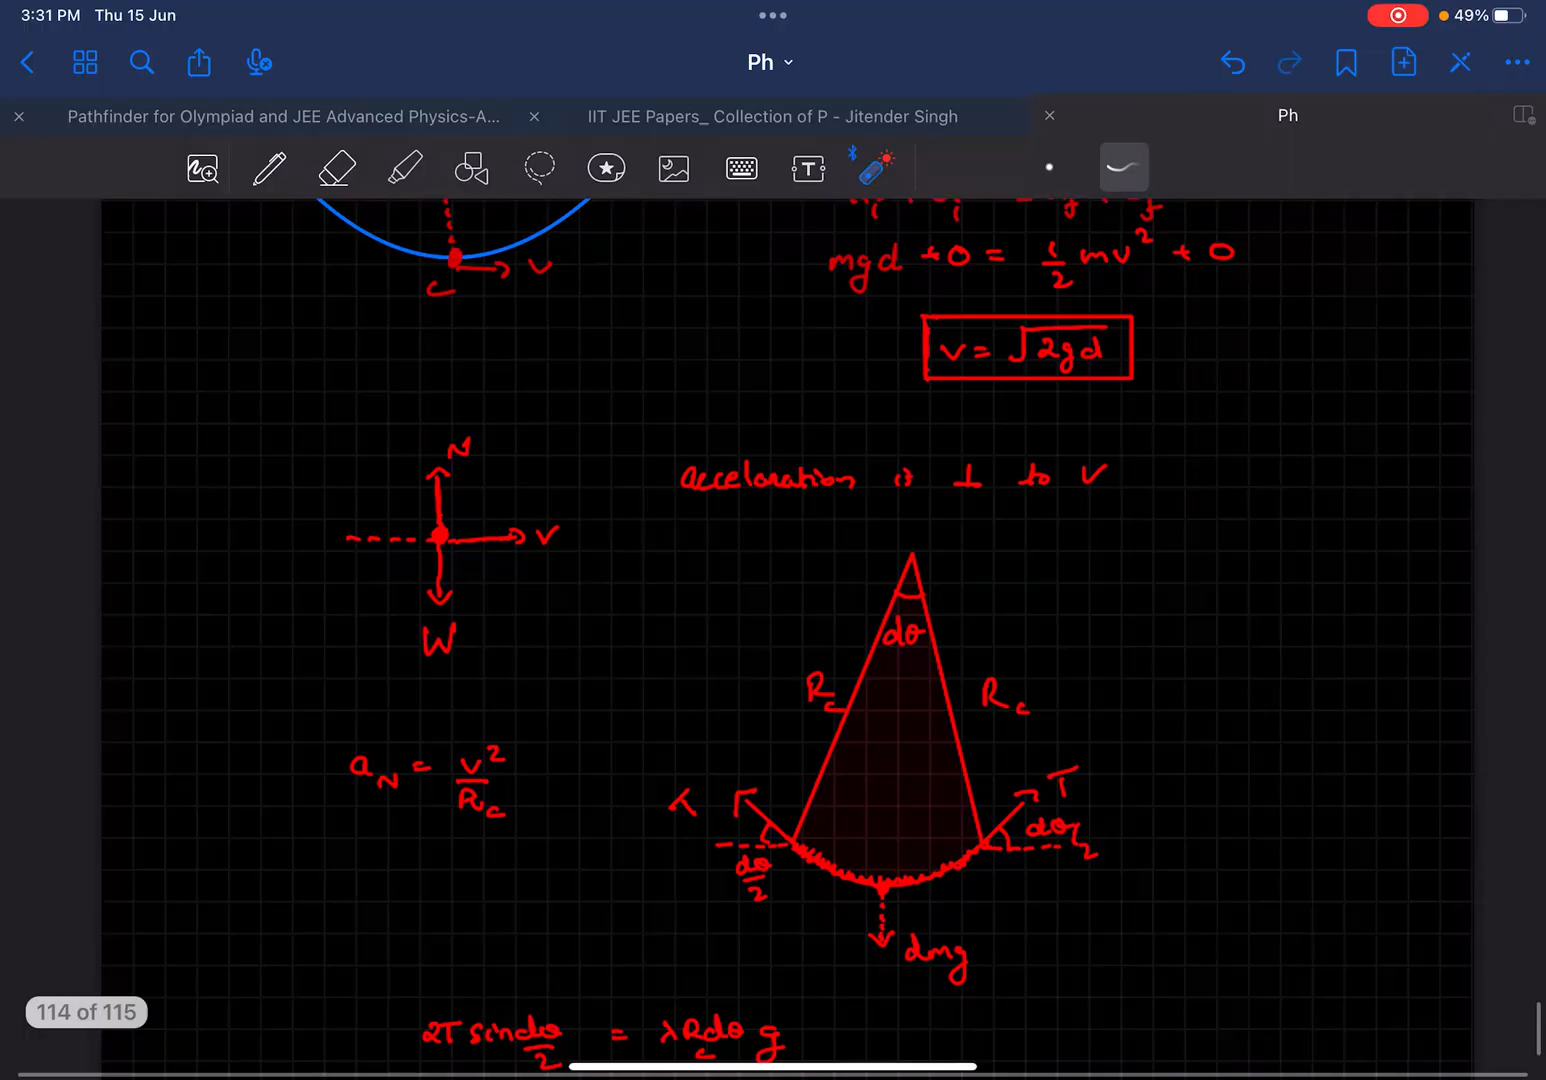 3:31 PM Thu 15 Jun
49%
Ph
Pathfinder for Olympiad and JEE Advanced Physics-A...
IIT JEE Papers_ Collection of P - Jitender Singh
Ph
T
mgd + 0 = 1/2 mv² + 0
C
v
v = √2gd
N
v
W
acceleration is ⊥ to v
dθ
R_c
R_c
a_N = v²/R_c
T
T
dθ/2
dθ/2
dmg
114 of 115
2T sin dθ/2 = λ R_c dθ g